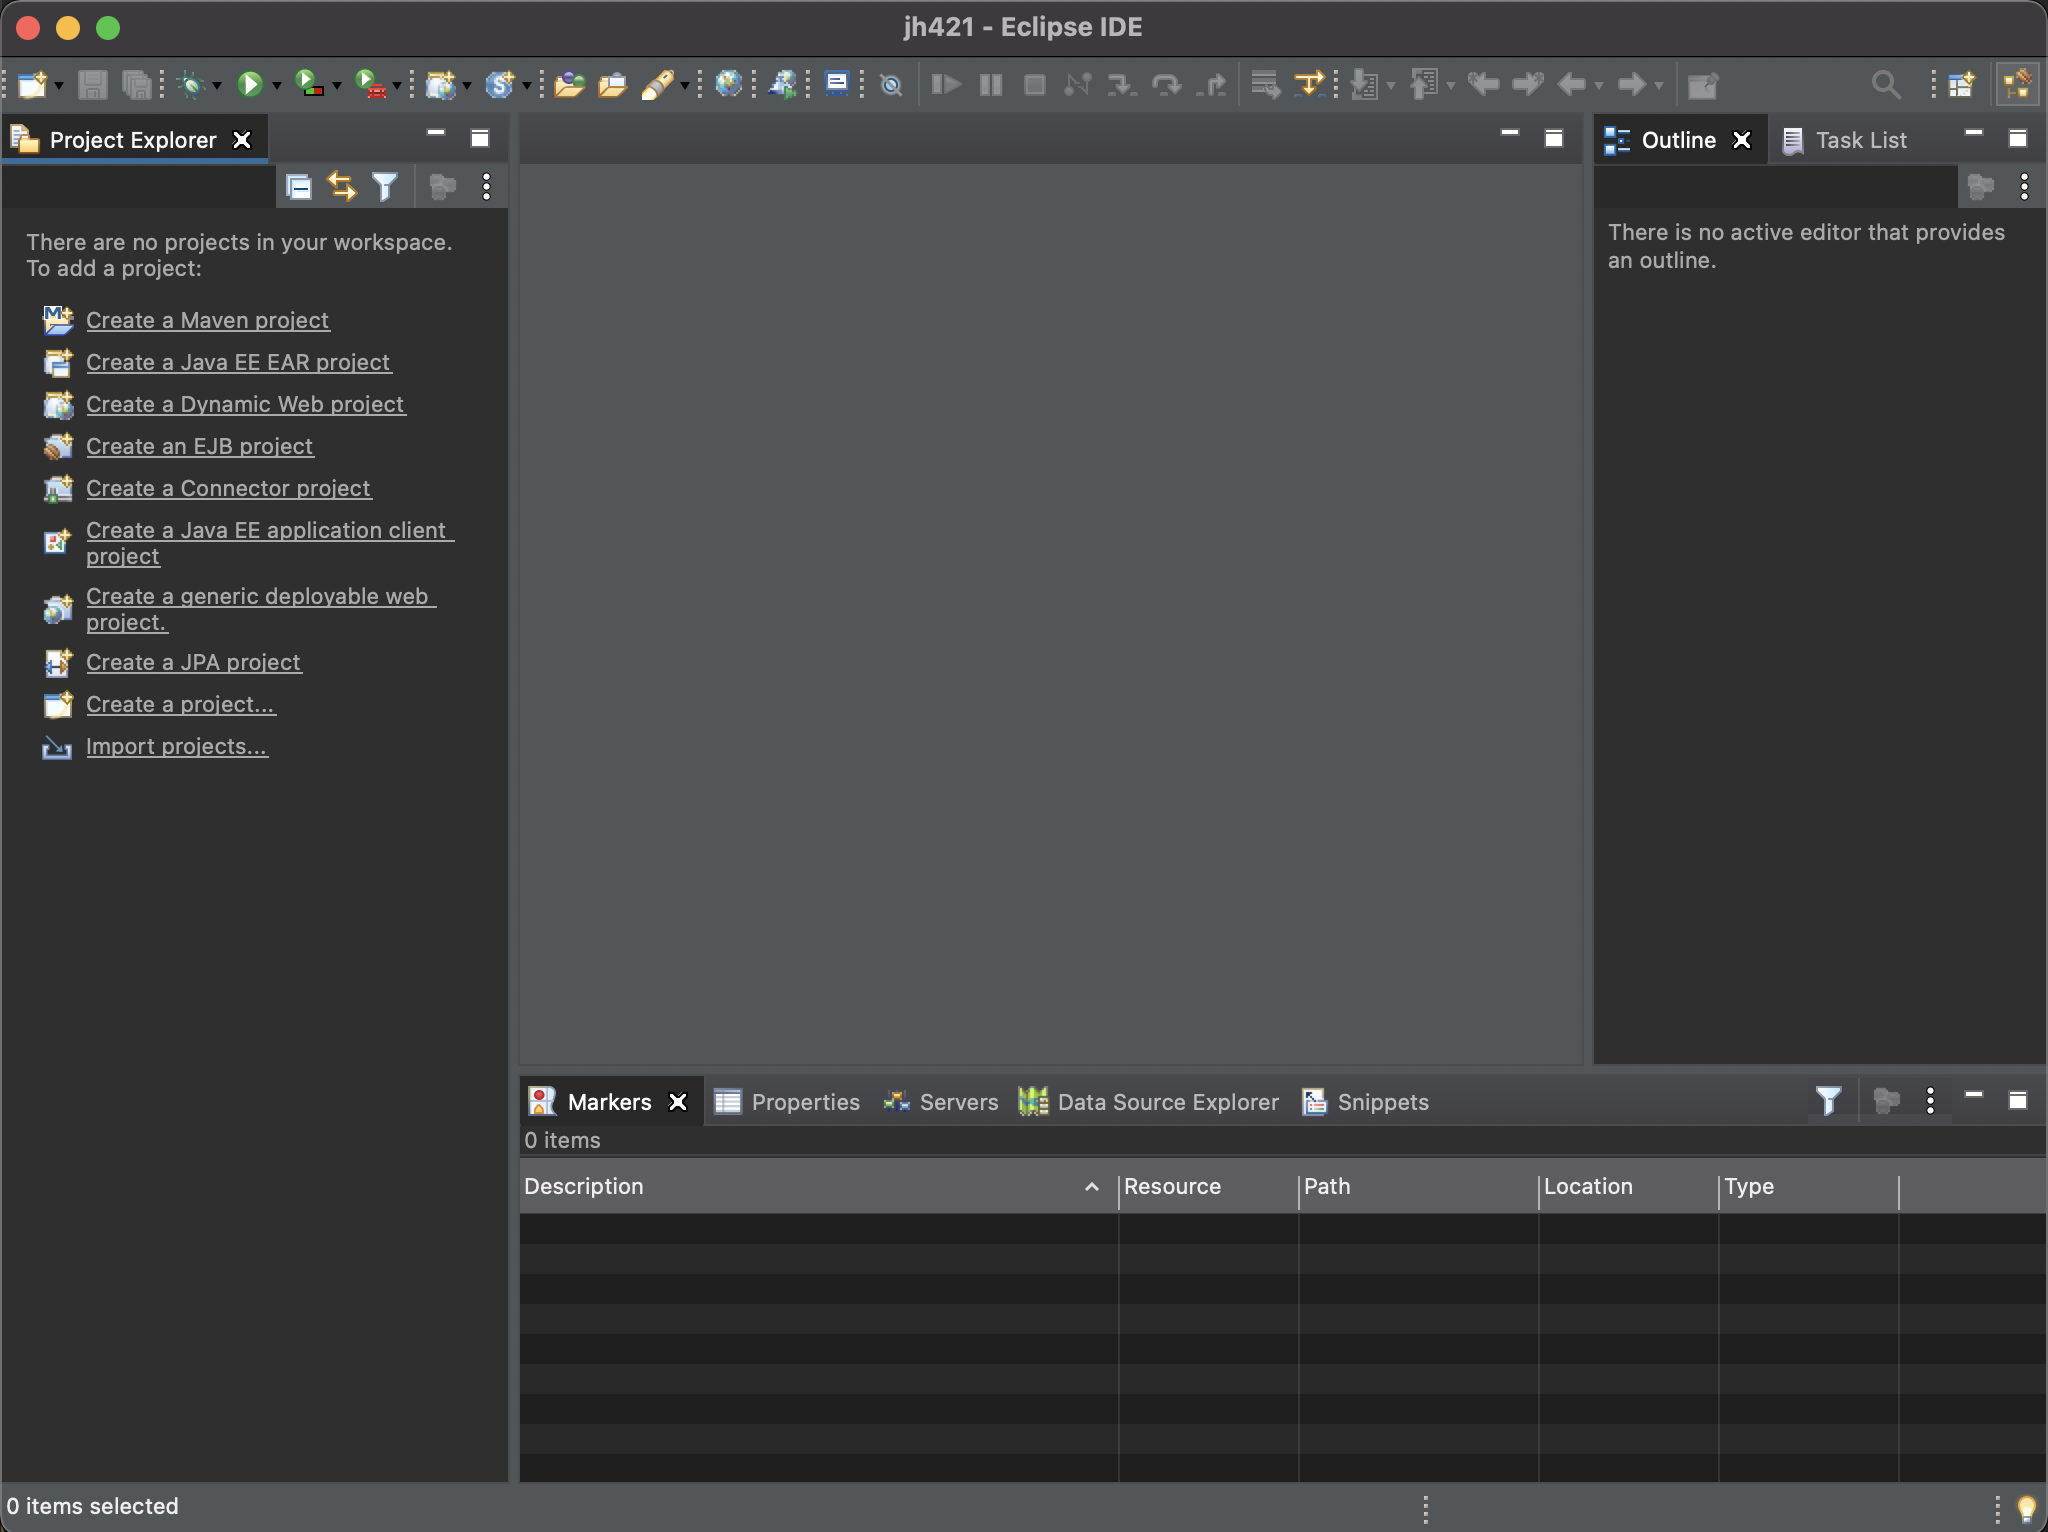 jh421 - Eclipse IDE
Project Explorer
There are no projects in your workspace.
To add a project:
Create a Maven project
Create a Java EE EAR project
Create a Dynamic Web project
Create an EJB project
Create a Connector project
Create a Java EE application client
project
Create a generic deployable web
project.
Create a JPA project
Create a project...
Import projects...
Outline
Task List
There is no active editor that provides
an outline.
Markers
Properties
Servers
Data Source Explorer
Snippets
0 items
Description
Resource
Path
Location
Type
0 items selected